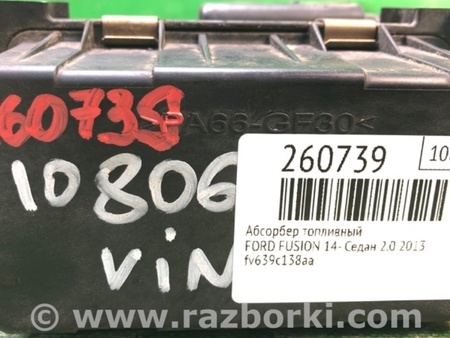 60739
>PA66-GF30<
10806
VIN
260739
10
Абсорбер топливный
FORD FUSION 14- Седан 2.0 2013
fv639c138aa
www.razborki.com